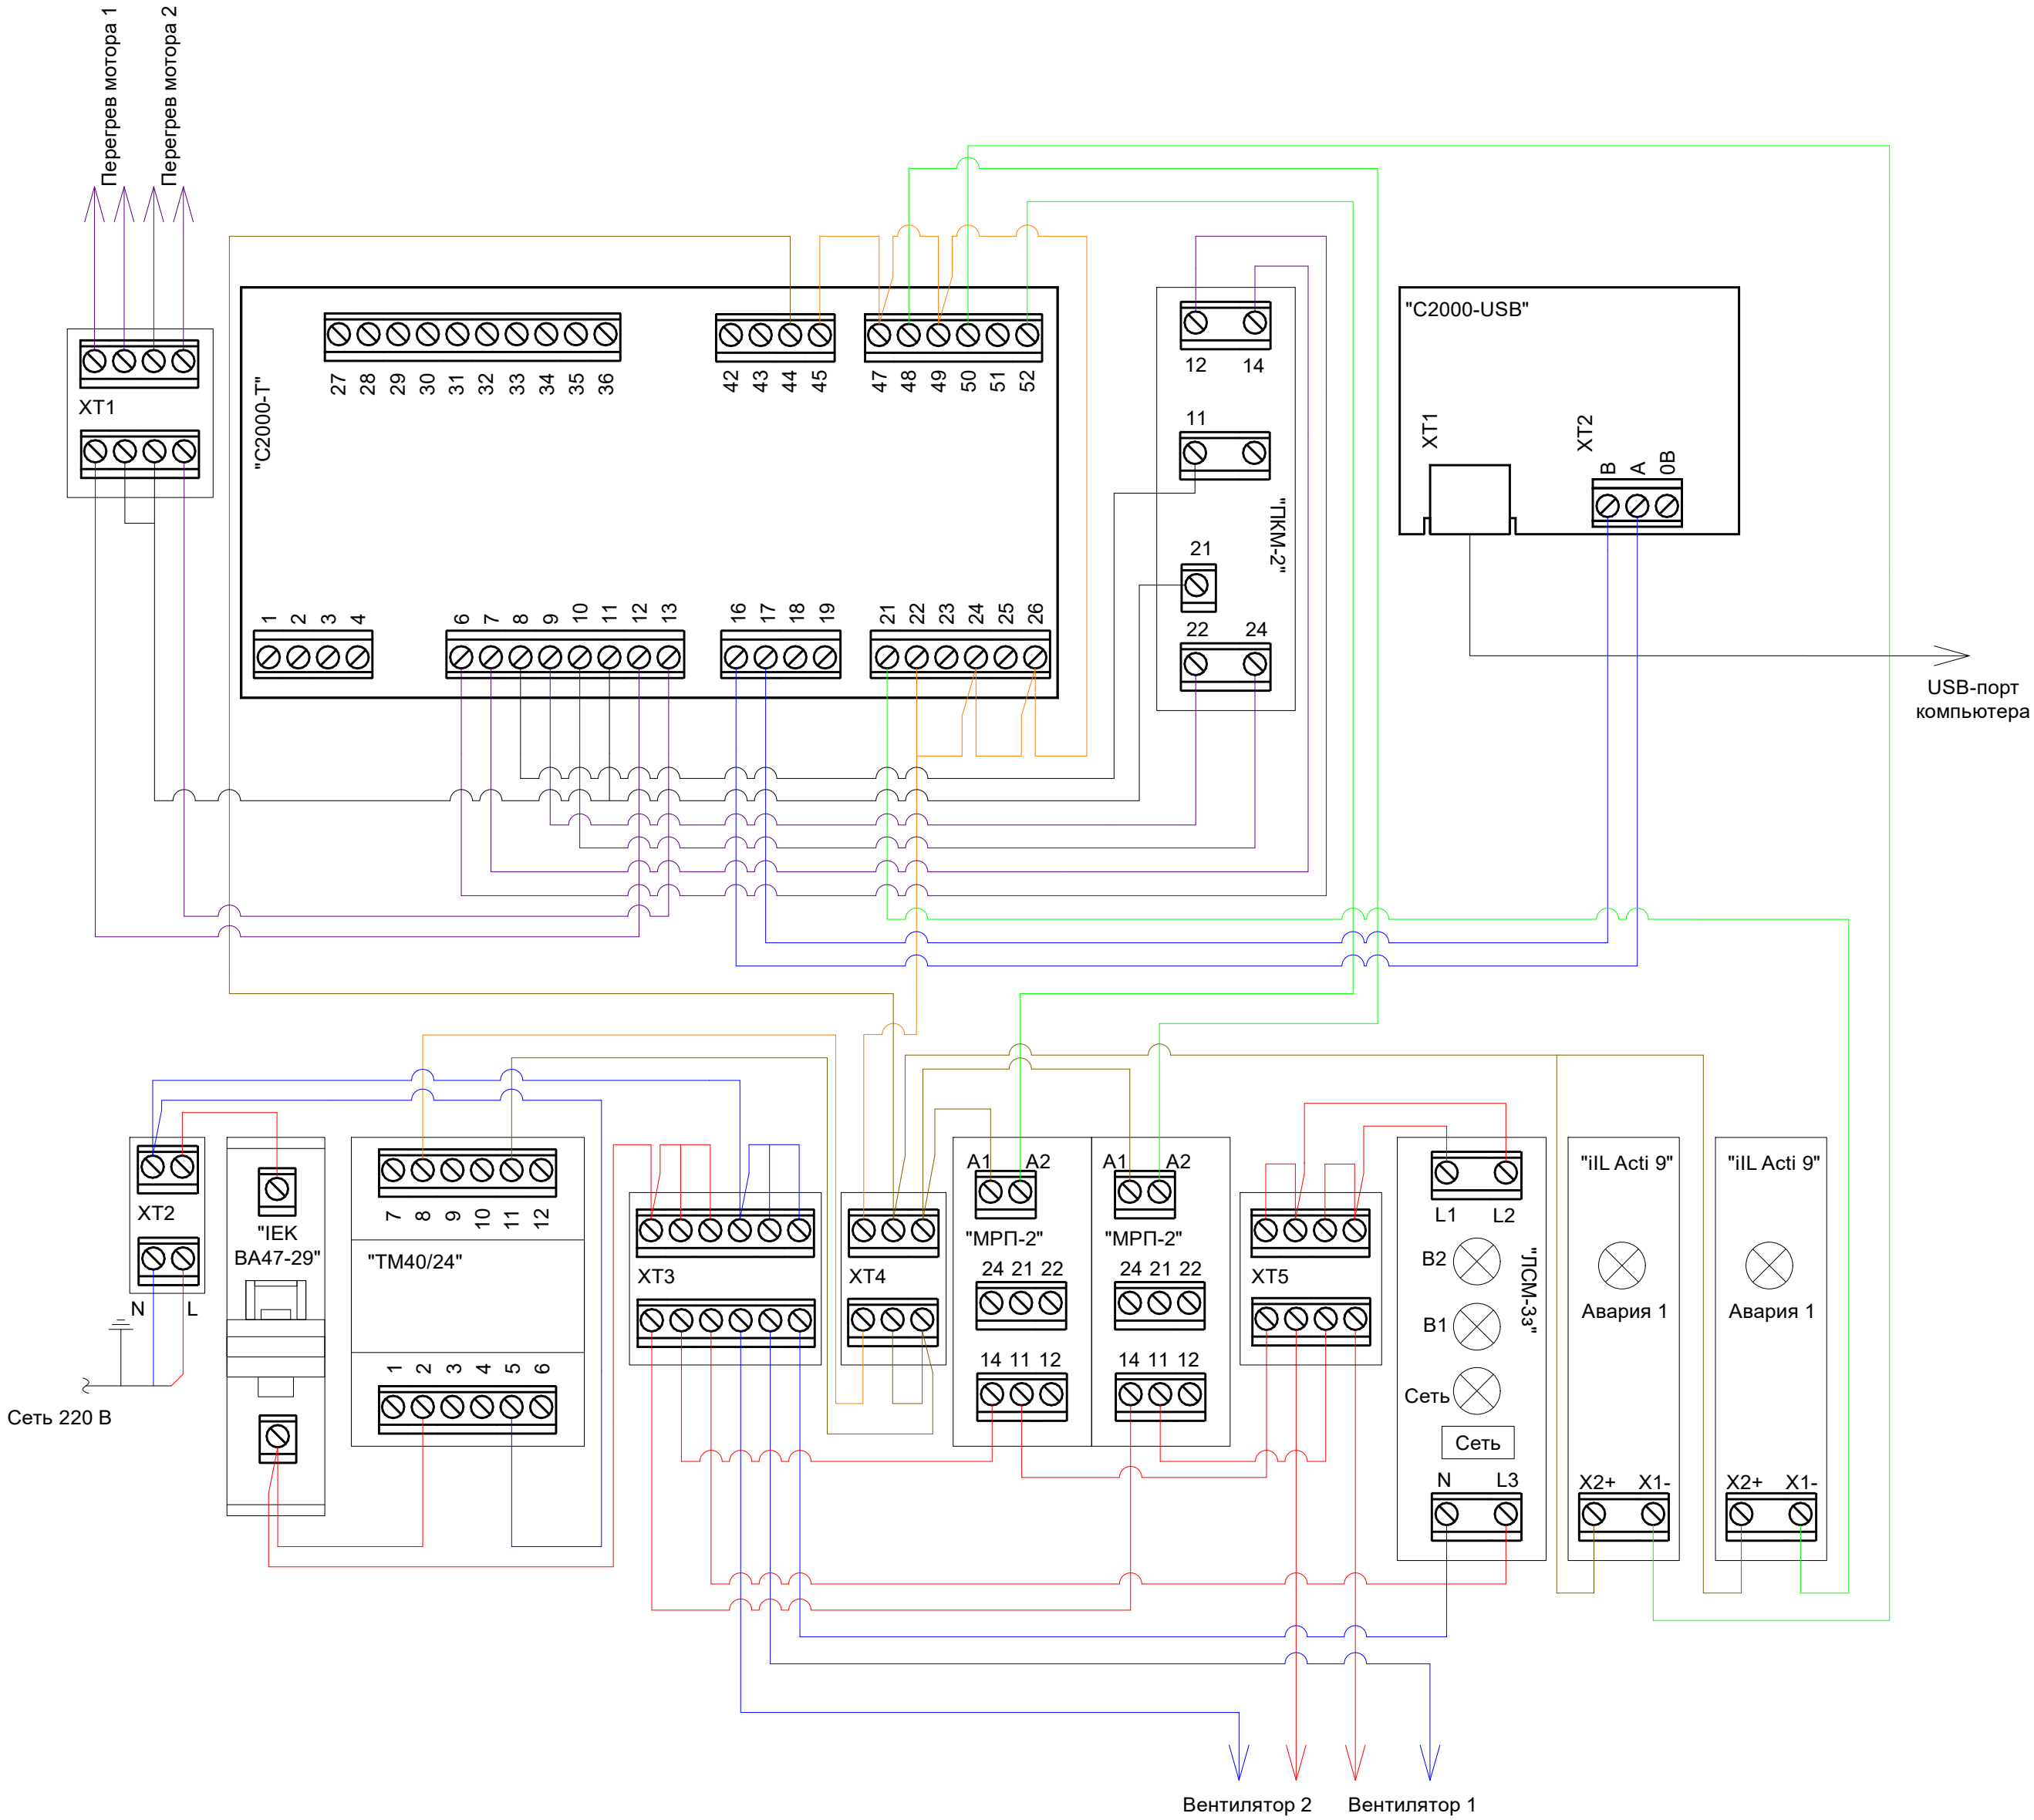 Перегрев мотора 1
Перегрев мотора 2
XT1
"С2000-Т"
27 28 29 30 31 32 33 34 35 36
42 43 44 45
47 48 49 50 51 52
1 2 3 4
6 7 8 9 10 11 12 13
16 17 18 19
21 22 23 24 25 26
12 14
11
"ПКМ-2"
21
22 24
"C2000-USB"
XT1
XT2
B A 0B
USB-порт
компьютера
XT2
N L
Сеть 220 В
"IEK
ВА47-29"
7 8 9 10 11 12
"TM40/24"
1 2 3 4 5 6
XT3
XT4
A1 A2
"МРП-2"
24 21 22
14 11 12
A1 A2
"МРП-2"
24 21 22
14 11 12
XT5
L1 L2
B2
"ЛСМ-3з"
B1
Сеть
Сеть
N L3
"iIL Acti 9"
Авария 1
X2+ X1-
"iIL Acti 9"
Авария 1
X2+ X1-
Вентилятор 2
Вентилятор 1